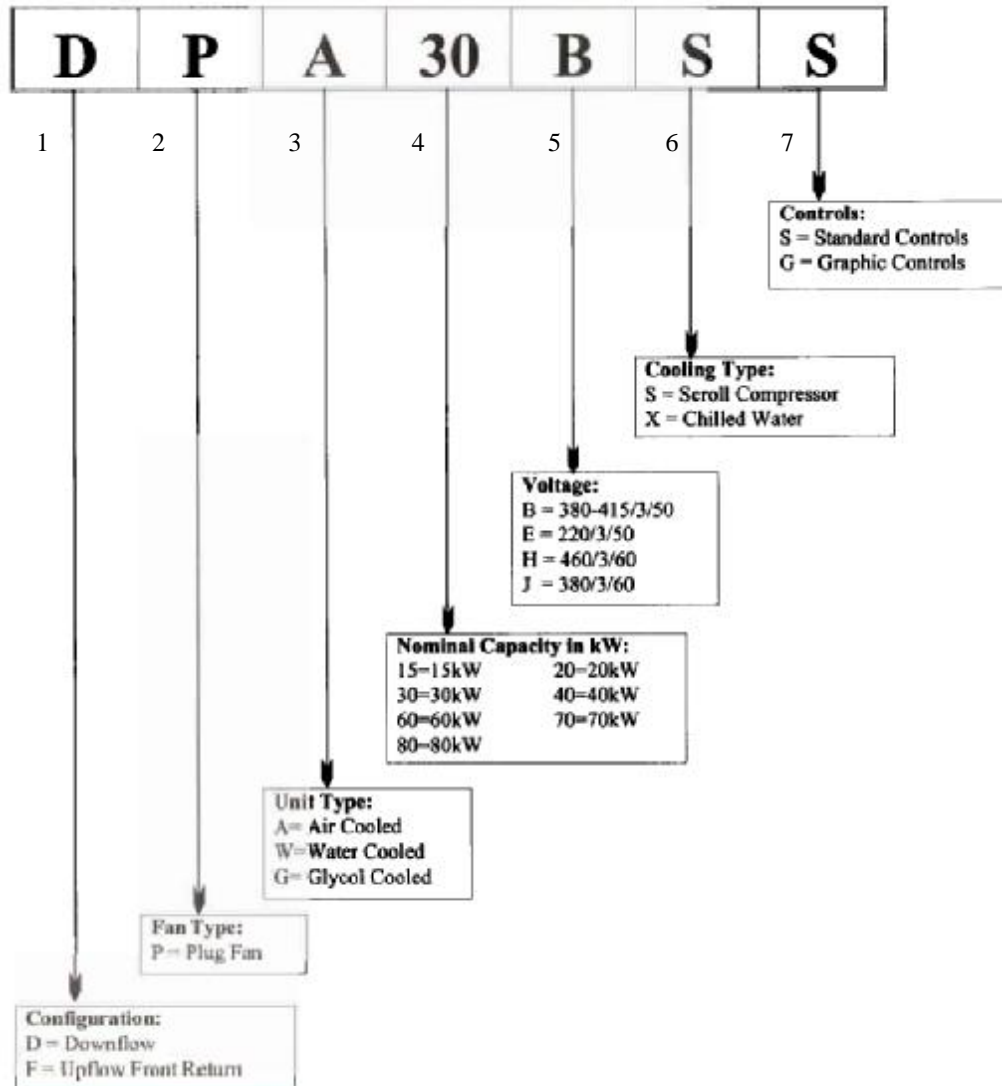 D P A 30 B S S
1 2 3 4 5 6 7
Controls:
S = Standard Controls
G = Graphic Controls
Cooling Type:
S = Scroll Compressor
X = Chilled Water
Voltage:
B = 380-415/3/50
E = 220/3/50
H = 460/3/60
J = 380/3/60
Nominal Capacity in kW:
15=15kW 20=20kW
30=30kW 40=40kW
60=60kW 70=70kW
80=80kW
Unit Type:
A= Air Cooled
W=Water Cooled
G= Glycol Cooled
Fan Type:
P = Plug Fan
Configuration:
D = Downflow
F = Upflow Front Return